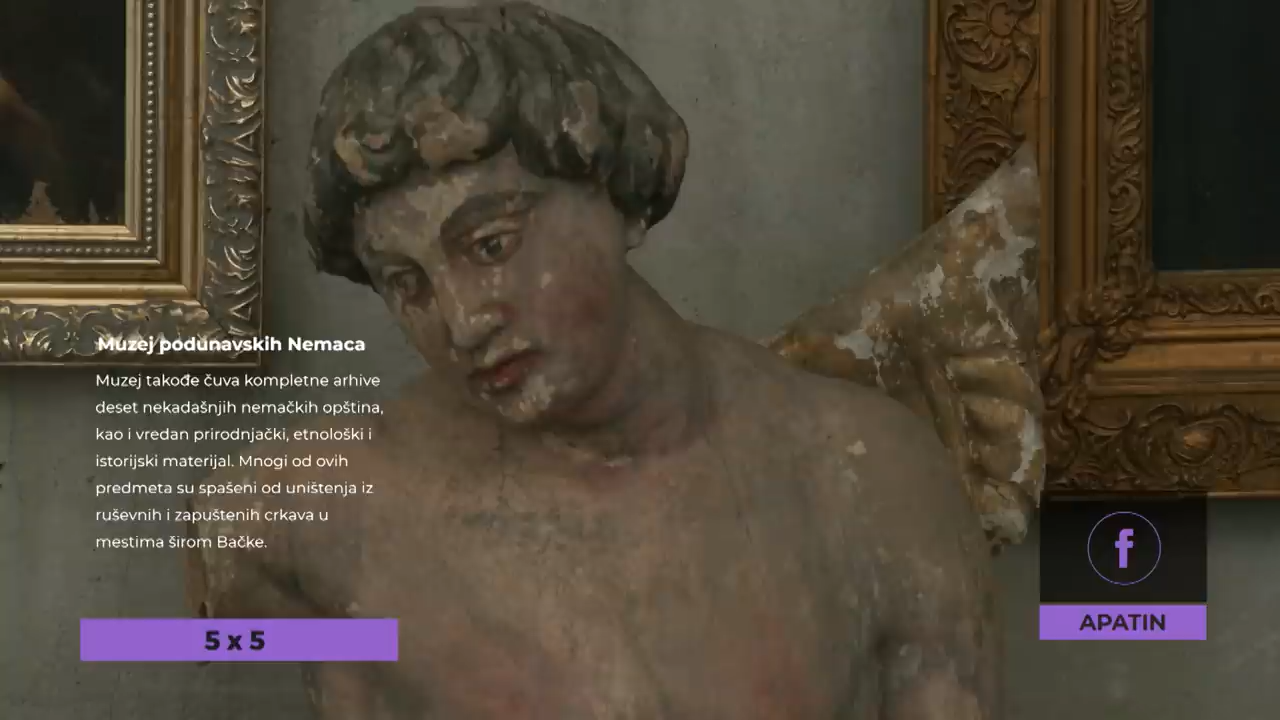 Muzej podunavskih Nemaca
Muzej takođe čuva kompletne arhive
deset nekadašnjih nemačkih opština,
kao i vredan prirodnjački, etnološki i
istorijski materijal. Mnogi od ovih
predmeta su spašeni od uništenja iz
ruševnih i zapuštenih crkava u
mestima širom Bačke.
5 x 5
f
APATIN